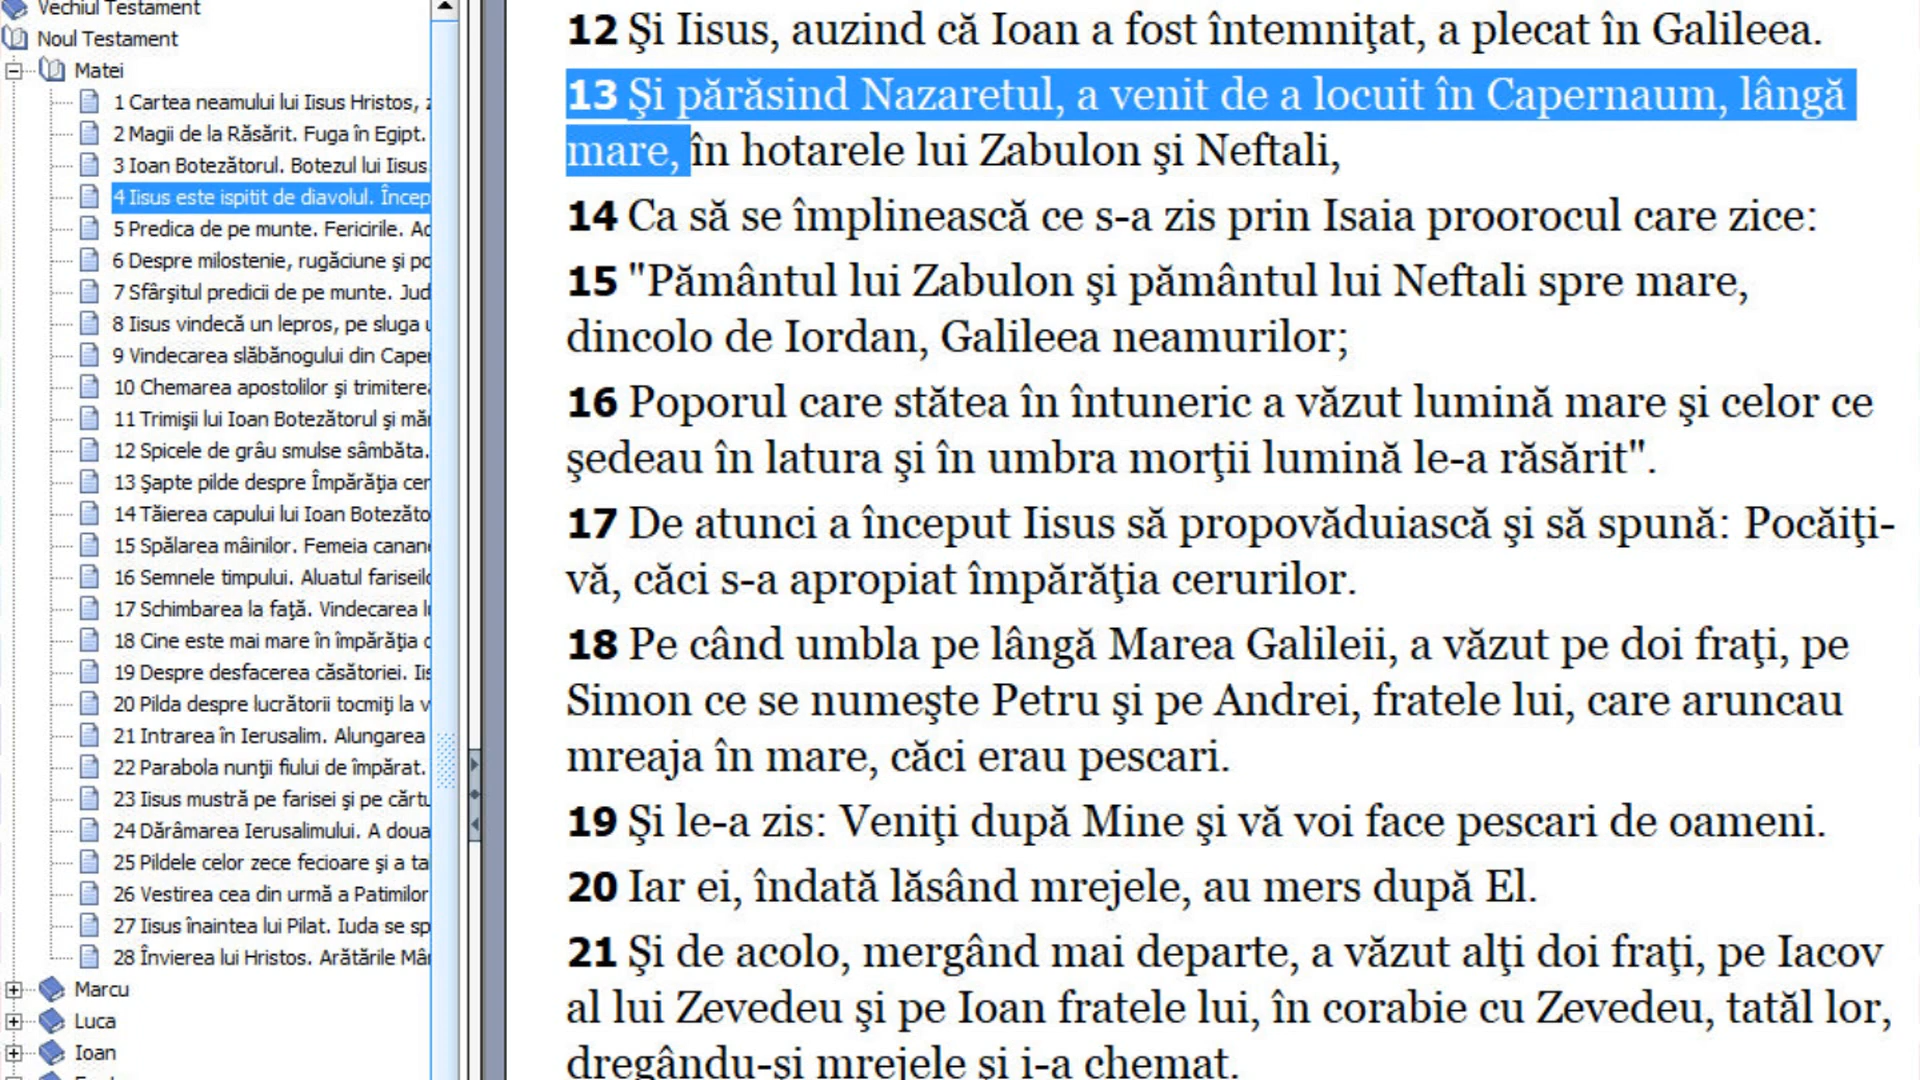 Vechiul Testament
Noul Testament
Matei
1 Cartea neamului lui Iisus Hristos,
2 Magii de la Răsărit. Fuga în Egipt.
3 Ioan Botezătorul. Botezul lui Iisus
4 Iisus este ispitit de diavolul. Încep
5 Predica de pe munte. Fericirile. Ad
6 Despre milostenie, rugăciune şi po
7 Sfârşitul predicii de pe munte. Jud
8 Iisus vindecă un lepros, pe sluga
9 Vindecarea slăbănogului din Caper
10 Chemarea apostolilor şi trimiterea
11 Trimişii lui Ioan Botezătorul şi măr
12 Spicele de grâu smulse sâmbăta.
13 Şapte pilde despre Împărăţia cer
14 Tăierea capului lui Ioan Botezăto
15 Spălarea mâinilor. Femeia canane
16 Semnele timpului. Aluatul fariseilo
17 Schimbarea la faţă. Vindecarea lu
18 Cine este mai mare în împărăţia c
19 Despre desfacerea căsătoriei. Iis
20 Pilda despre lucrătorii tocmiţi la v
21 Intrarea în Ierusalim. Alungarea
22 Parabola nunţii fiului de împărat.
23 Iisus mustră pe farisei şi pe cărtu
24 Dărâmarea Ierusalimului. A doua
25 Pildele celor zece fecioare şi a ta
26 Vestirea cea din urmă a Patimilor
27 Iisus înaintea lui Pilat. Iuda se sp
28 Învierea lui Hristos. Arătările Mân
Marcu
Luca
Ioan
12 Şi Iisus, auzind că Ioan a fost întemniţat, a plecat în Galileea.
13 Şi părăsind Nazaretul, a venit de a locuit în Capernaum, lângă
mare, în hotarele lui Zabulon şi Neftali,
14 Ca să se împlinească ce s-a zis prin Isaia proorocul care zice:
15 "Pământul lui Zabulon şi pământul lui Neftali spre mare,
dincolo de Iordan, Galileea neamurilor;
16 Poporul care stătea în întuneric a văzut lumină mare şi celor ce
şedeau în latura şi în umbra morţii lumină le-a răsărit".
17 De atunci a început Iisus să propovăduiască şi să spună: Pocăiţi-
vă, căci s-a apropiat împărăţia cerurilor.
18 Pe când umbla pe lângă Marea Galileii, a văzut pe doi fraţi, pe
Simon ce se numeşte Petru şi pe Andrei, fratele lui, care aruncau
mreaja în mare, căci erau pescari.
19 Şi le-a zis: Veniţi după Mine şi vă voi face pescari de oameni.
20 Iar ei, îndată lăsând mrejele, au mers după El.
21 Şi de acolo, mergând mai departe, a văzut alţi doi fraţi, pe Iacov
al lui Zevedeu şi pe Ioan fratele lui, în corabie cu Zevedeu, tatăl lor,
dregându-şi mrejele şi i-a chemat.